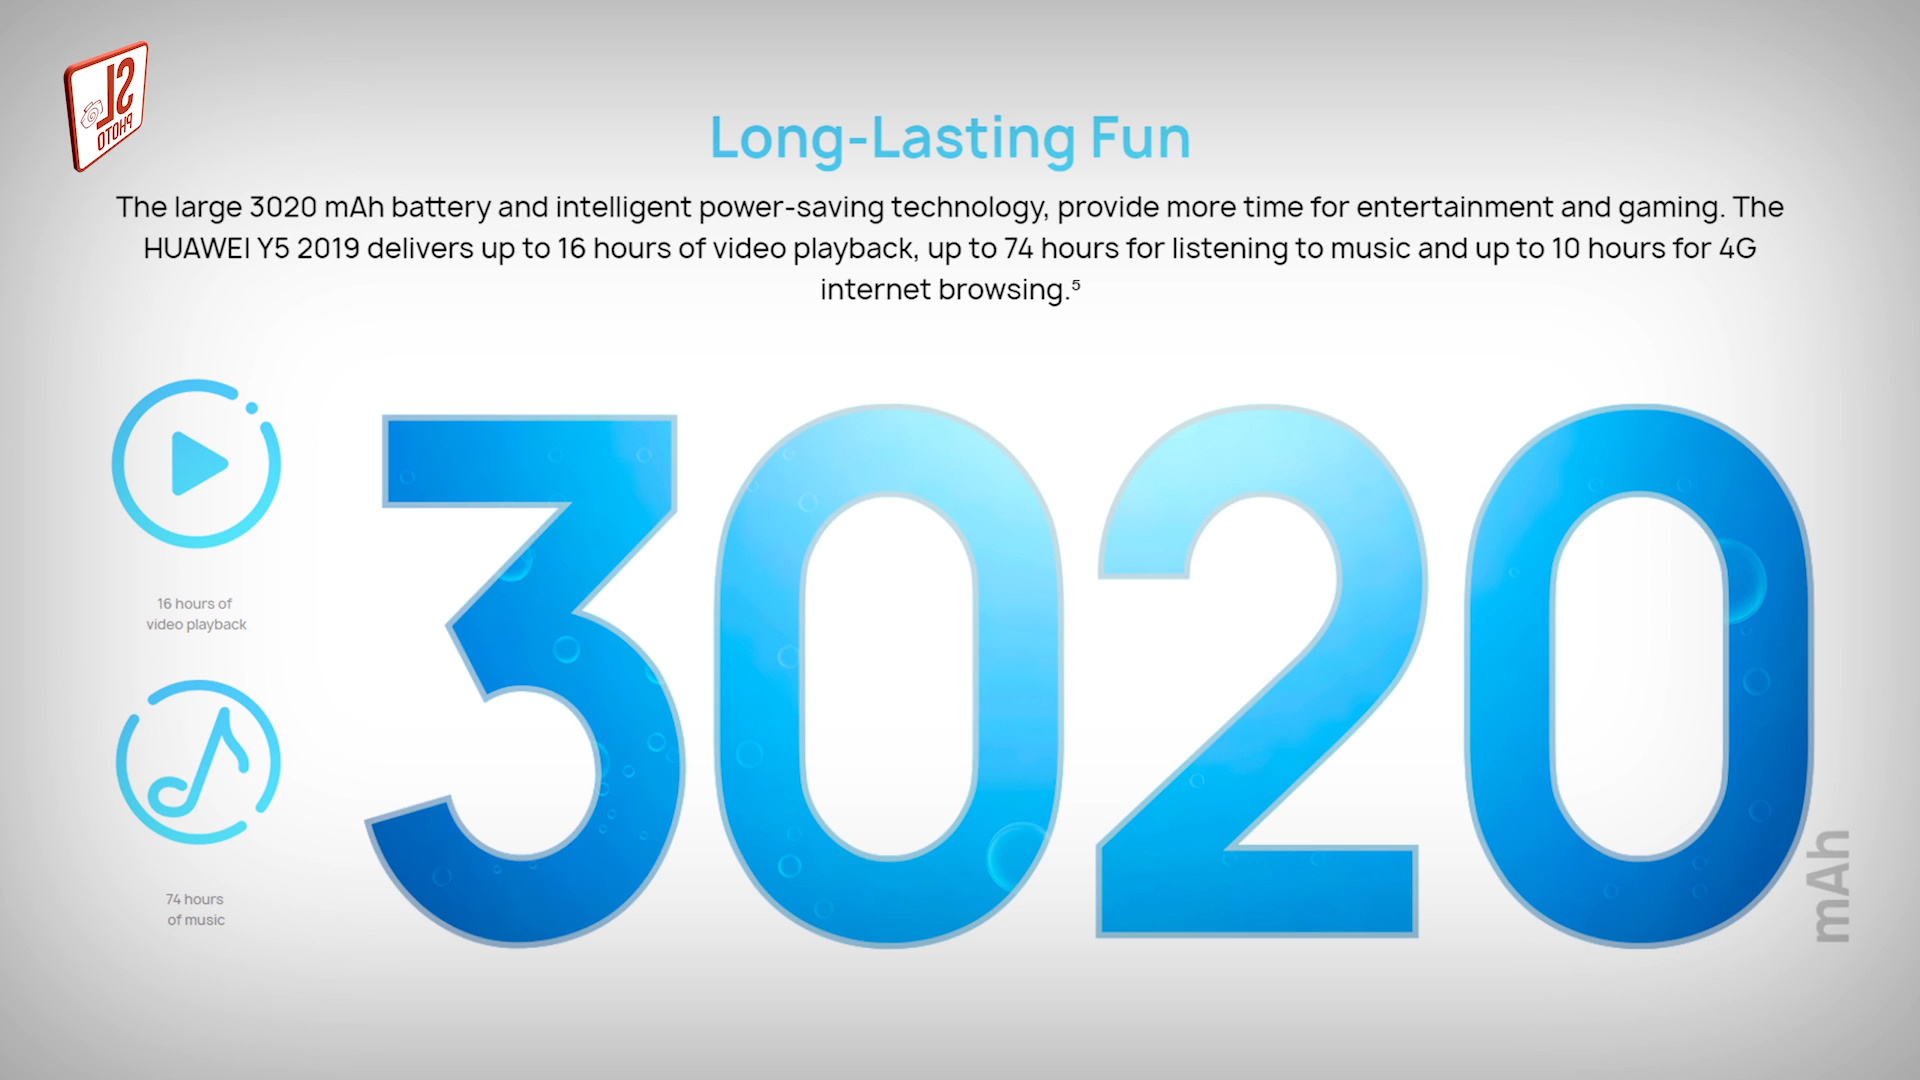 SL
PHOTO
Long-Lasting Fun
The large 3020 mAh battery and intelligent power-saving technology, provide more time for entertainment and gaming. The
HUAWEI Y5 2019 delivers up to 16 hours of video playback, up to 74 hours for listening to music and up to 10 hours for 4G
internet browsing.⁵
16 hours of
video playback
74 hours
of music
3020
mAh